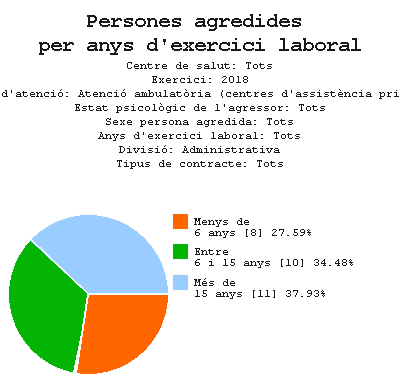 Persones agredides
per anys d'exercici laboral
Centre de salut: Tots
Exercici: 2018
d'atenció: Atenció ambulatòria (centres d'assistència pri
Estat psicològic de l'agressor: Tots
Sexe persona agredida: Tots
Anys d'exercici laboral: Tots
Divisió: Administrativa
Tipus de contracte: Tots
Menys de
6 anys [8] 27.59%
Entre
6 i 15 anys [10] 34.48%
Més de
15 anys [11] 37.93%